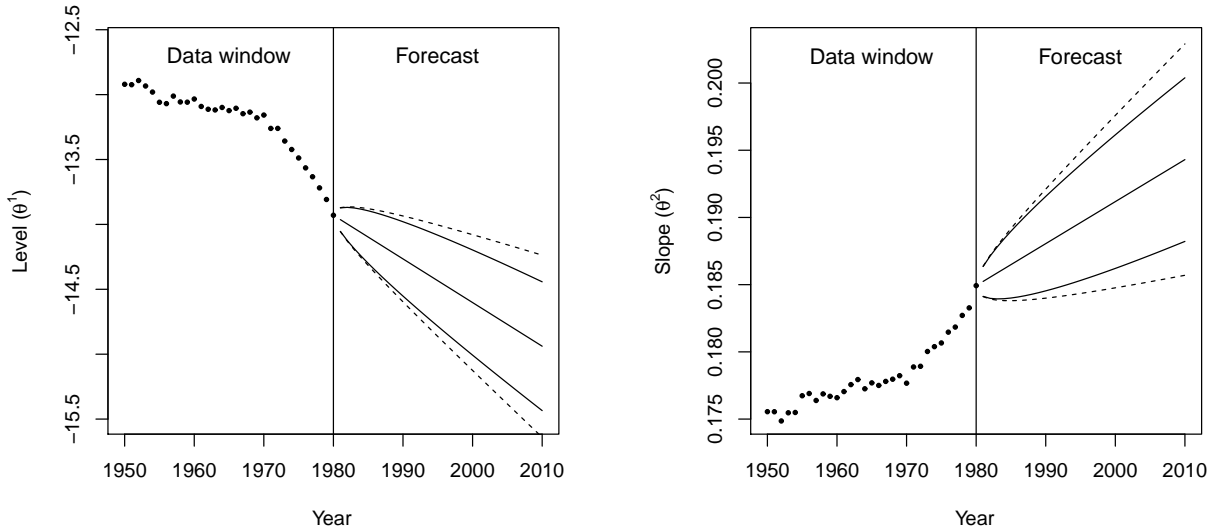 Data window
Forecast
Level (θ¹)
−12.5
−13.5
−14.5
−15.5
1950 1960 1970 1980 1990 2000 2010
Year
Data window
Forecast
Slope (θ²)
0.200
0.195
0.190
0.185
0.180
0.175
1950 1960 1970 1980 1990 2000 2010
Year